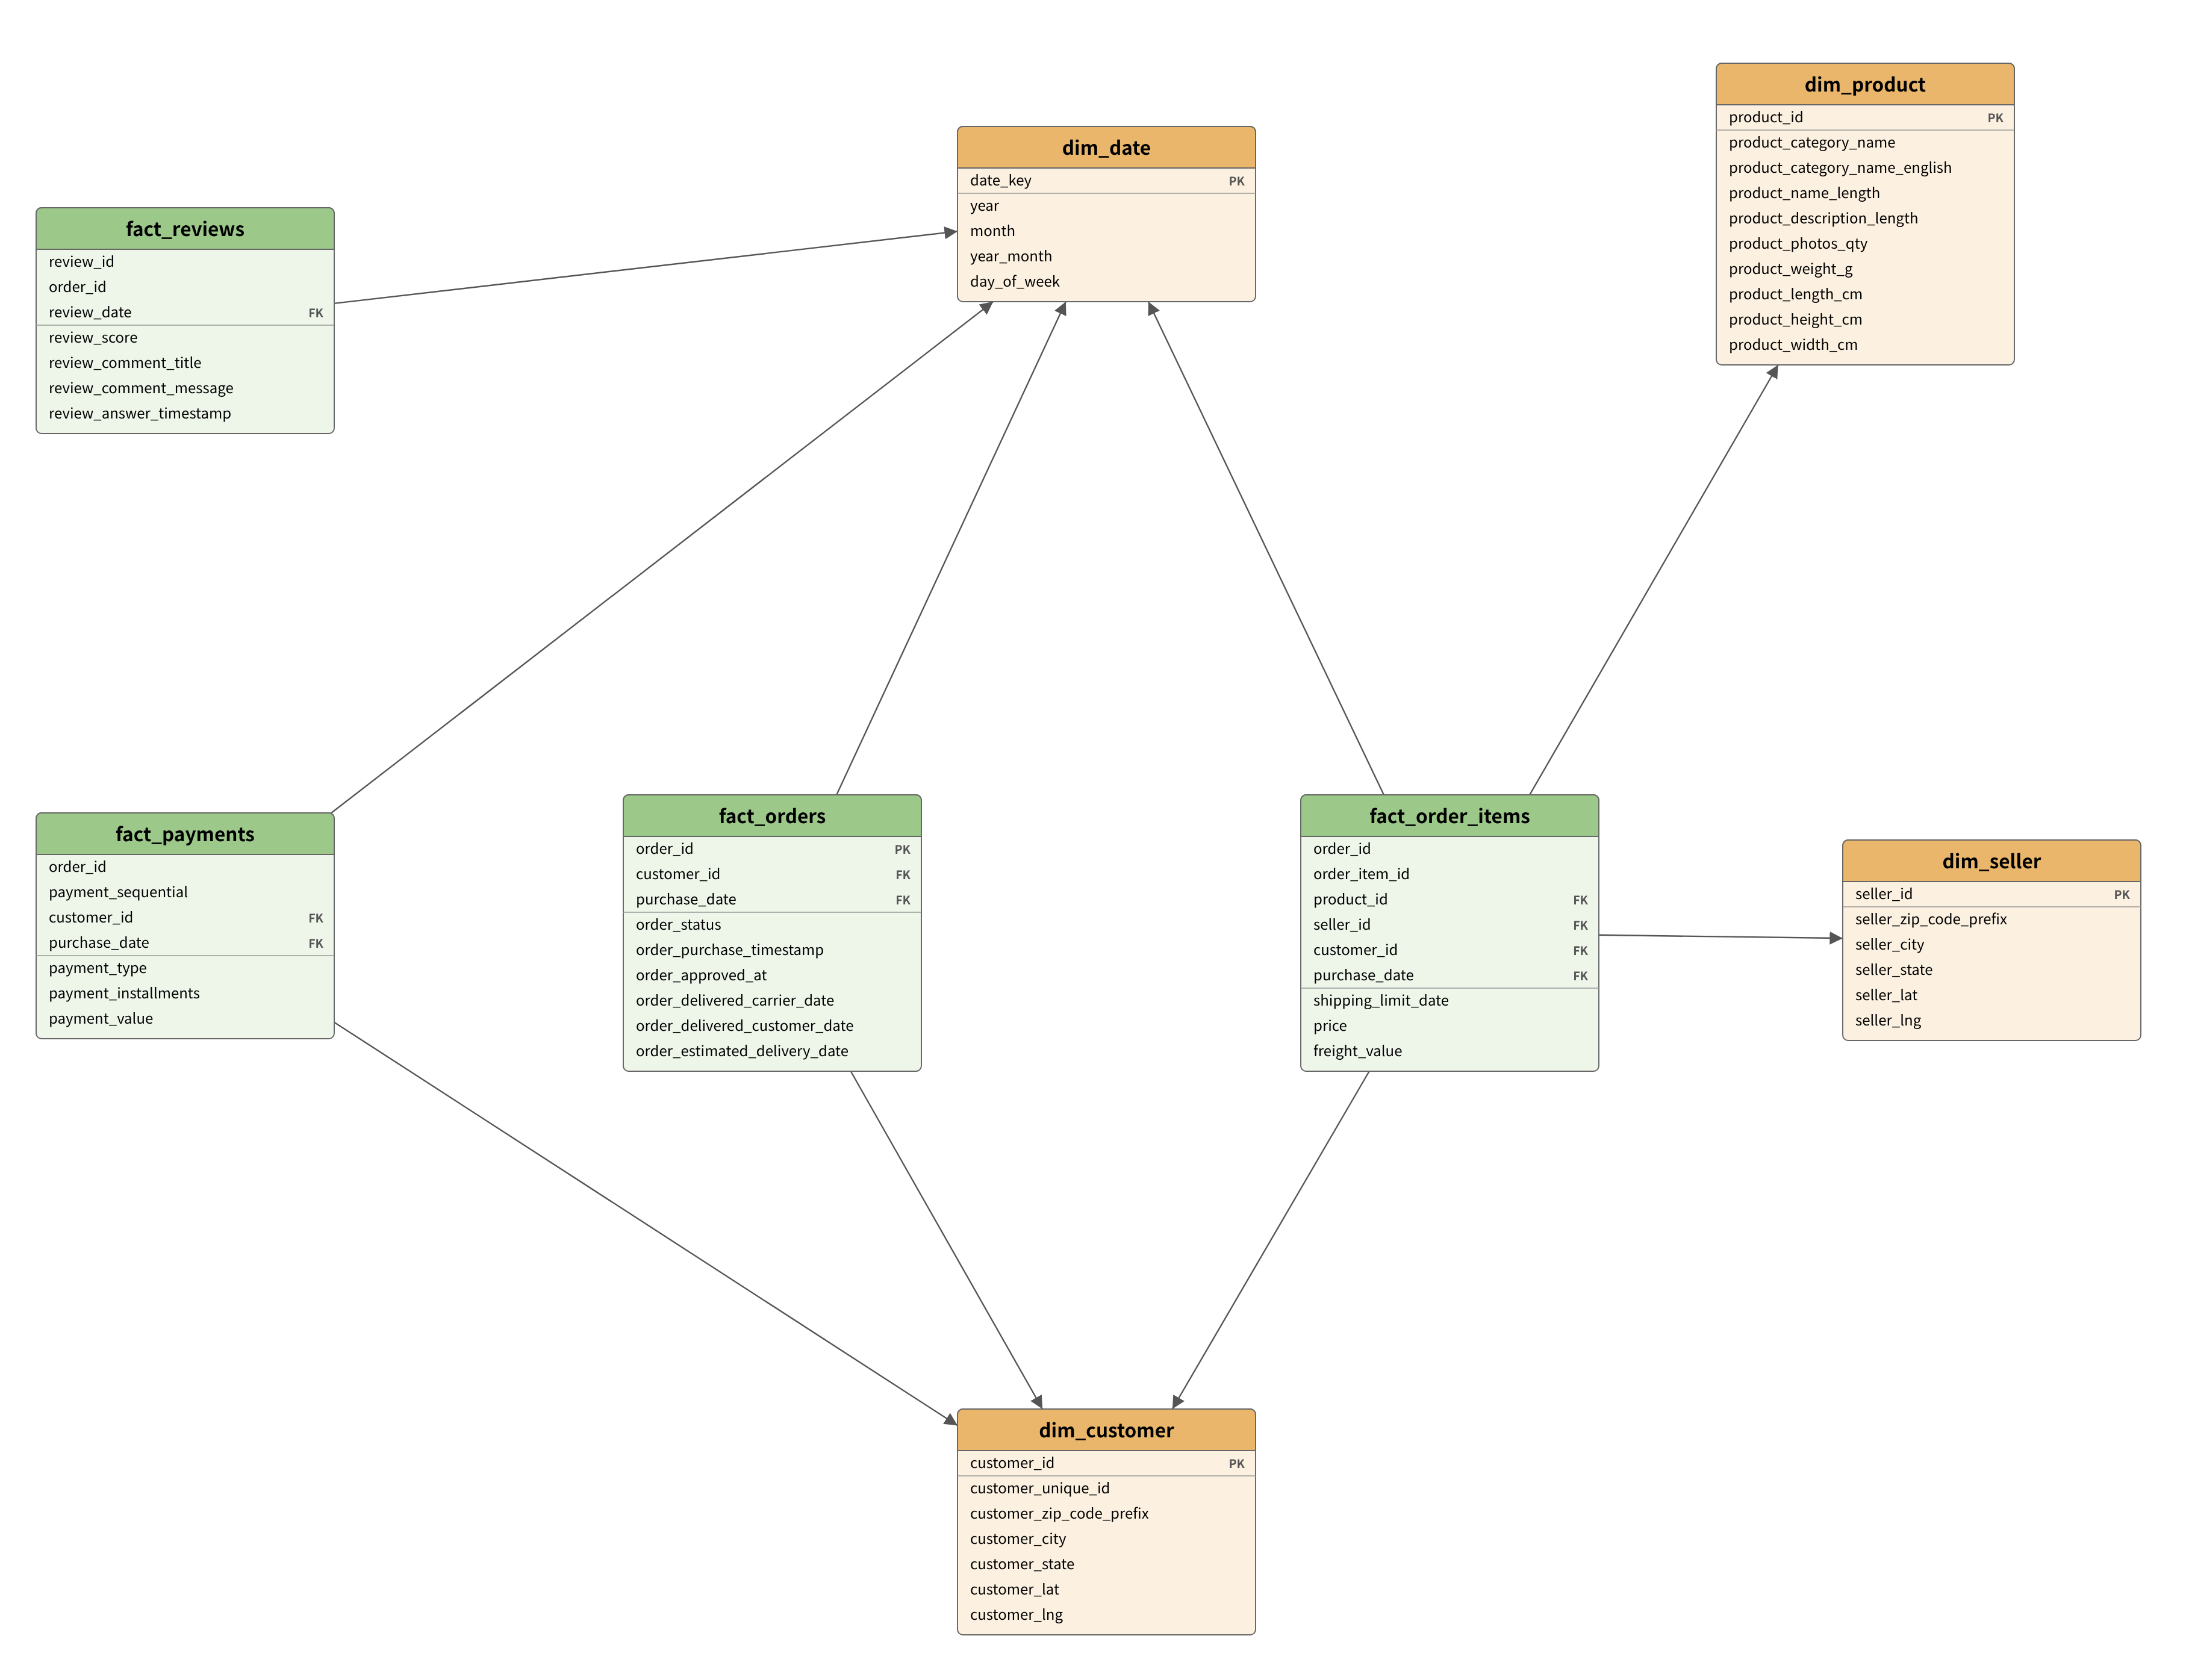 dim_product
product_id PK
product_category_name
product_category_name_english
product_name_length
product_description_length
product_photos_qty
product_weight_g
product_length_cm
product_height_cm
product_width_cm
dim_date
date_key PK
year
month
year_month
day_of_week
fact_reviews
review_id
order_id
review_date FK
review_score
review_comment_title
review_comment_message
review_answer_timestamp
fact_payments
order_id
payment_sequential
customer_id FK
purchase_date FK
payment_type
payment_installments
payment_value
fact_orders
order_id PK
customer_id FK
purchase_date FK
order_status
order_purchase_timestamp
order_approved_at
order_delivered_carrier_date
order_delivered_customer_date
order_estimated_delivery_date
fact_order_items
order_id
order_item_id
product_id FK
seller_id FK
customer_id FK
purchase_date FK
shipping_limit_date
price
freight_value
dim_seller
seller_id PK
seller_zip_code_prefix
seller_city
seller_state
seller_lat
seller_lng
dim_customer
customer_id PK
customer_unique_id
customer_zip_code_prefix
customer_city
customer_state
customer_lat
customer_lng